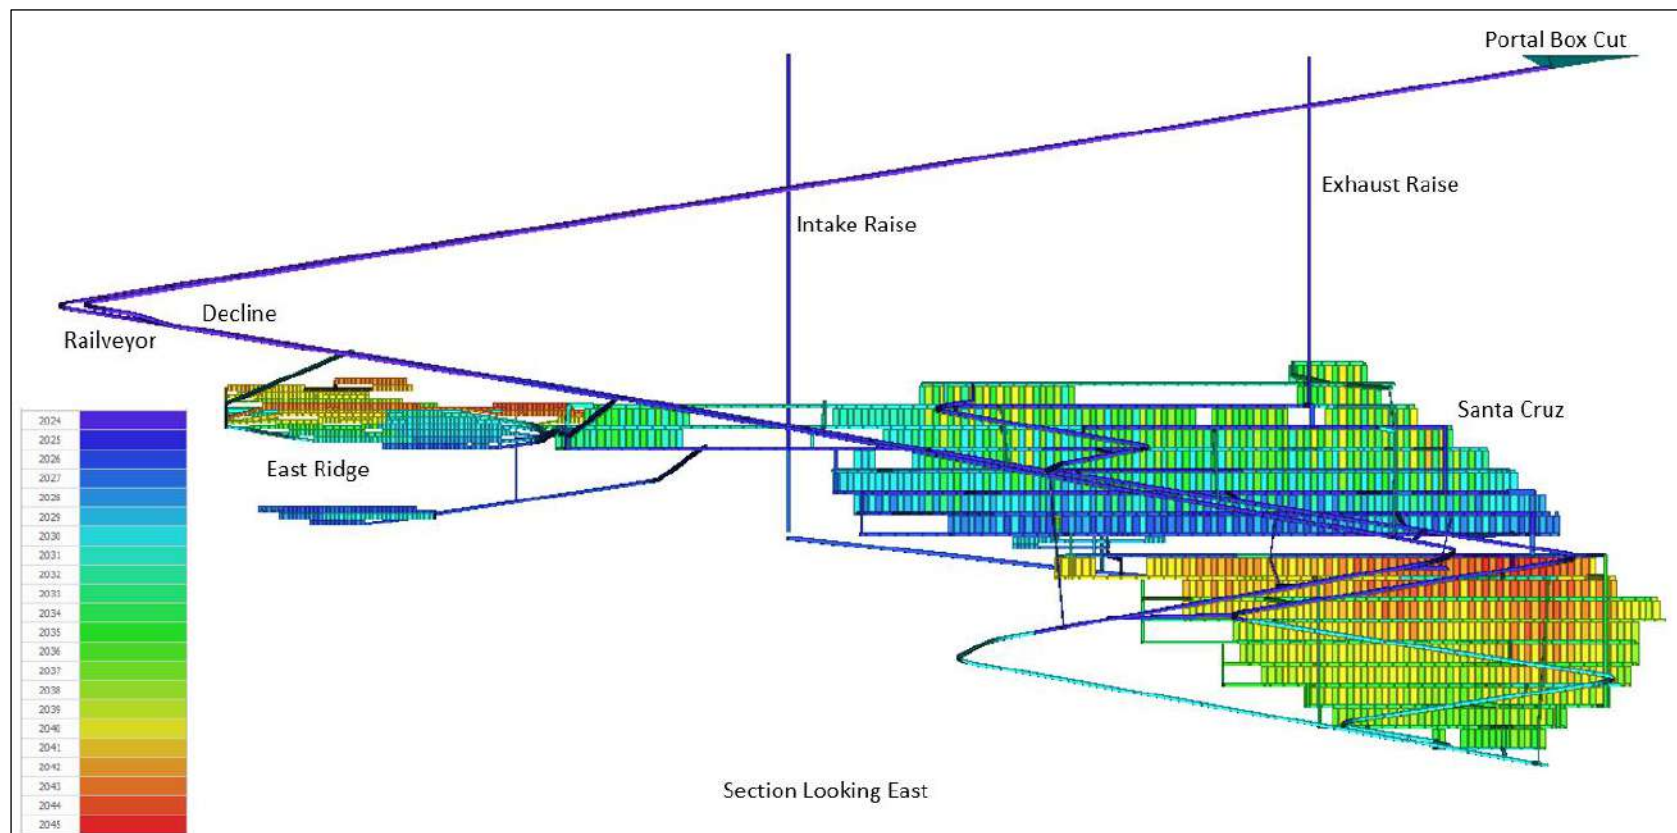 Portal Box Cut
Exhaust Raise
Intake Raise
Decline
Railveyor
Santa Cruz
East Ridge
2024
2025
2026
2027
2028
2029
2030
2031
2032
2033
2034
2035
2036
2037
2038
2039
2040
2041
2042
2043
2044
2045
Section Looking East